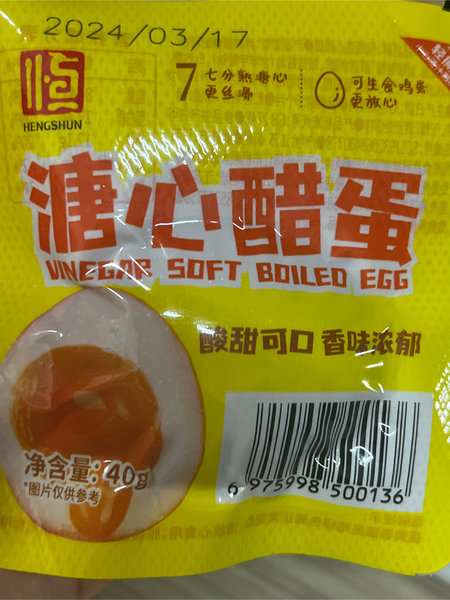 2024/03/17
恒
HENGSHUN
7 七分熟溏心
更丝滑
可生食鸡蛋
更放心
溏心醋蛋
VINEGAR SOFT BOILED EGG
酸甜可口 香味浓郁
净含量: 40g
*图片仅供参考
6 975998 500136